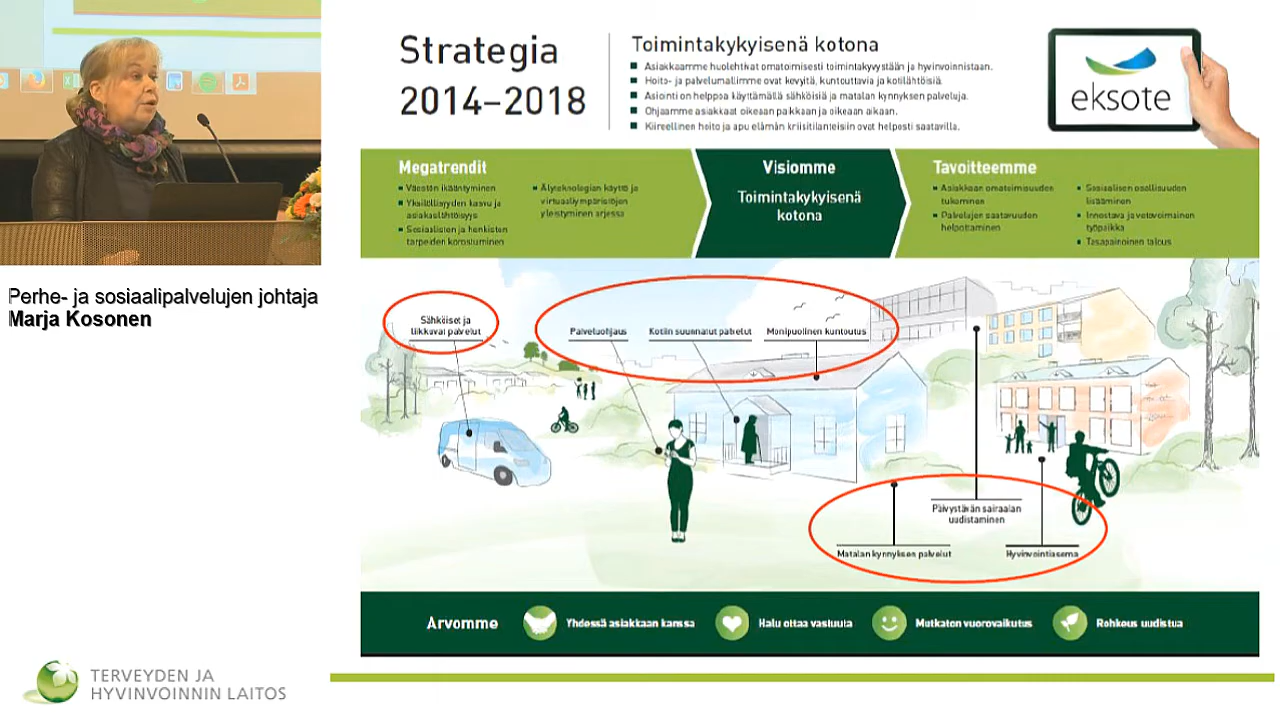 Strategia
2014–2018
Toimintakykyisenä kotona
Asiakkaamme huolehtivat omatoimisesti toimintakyvystään ja hyvinvoinnistaan.
Hoito- ja palvelumallimme ovat kevyitä, kuntouttavia ja kotilähtöisiä.
Asiointi on helppoa käyttämällä sähköisiä ja matalan kynnyksen palveluja.
Ohjaamme asiakkaat oikeaan paikkaan ja oikeaan aikaan.
Kiireellinen hoito ja apu elämän kriisitilanteisiin ovat helposti saatavilla.
eksote
Megatrendit
Väestön ikääntyminen
Yksilöllisyyden kasvu ja
asiakaslähtöisyys
Sosiaalisten ja henkisten
tarpeiden korostuminen
Älyteknologian käyttö ja
virtuaaliympäristöjen
yleistyminen arjessa
Visiomme
Toimintakykyisenä
kotona
Tavoitteemme
Asiakkaan omatoimisuuden
tukeminen
Palvelujen saatavuuden
helpottaminen
Sosiaalisen osallisuuden
lisääminen
Innostava ja vetovoimainen
työpaikka
Tasapainoinen talous
Perhe- ja sosiaalipalvelujen johtaja
Marja Kosonen
Sähköiset ja
liikkuvat palvelut
Palveluohjaus
Kotiin suunnatut palvelut
Monipuolinen kuntoutus
Päivystävän sairaalan
uudistaminen
Matalan kynnyksen palvelut
Hyvinvointiasema
Arvomme
Yhdessä asiakkaan kanssa
Halu ottaa vastuuta
Mutkaton vuorovaikutus
Rohkeus uudistua
TERVEYDEN JA
HYVINVOINNIN LAITOS